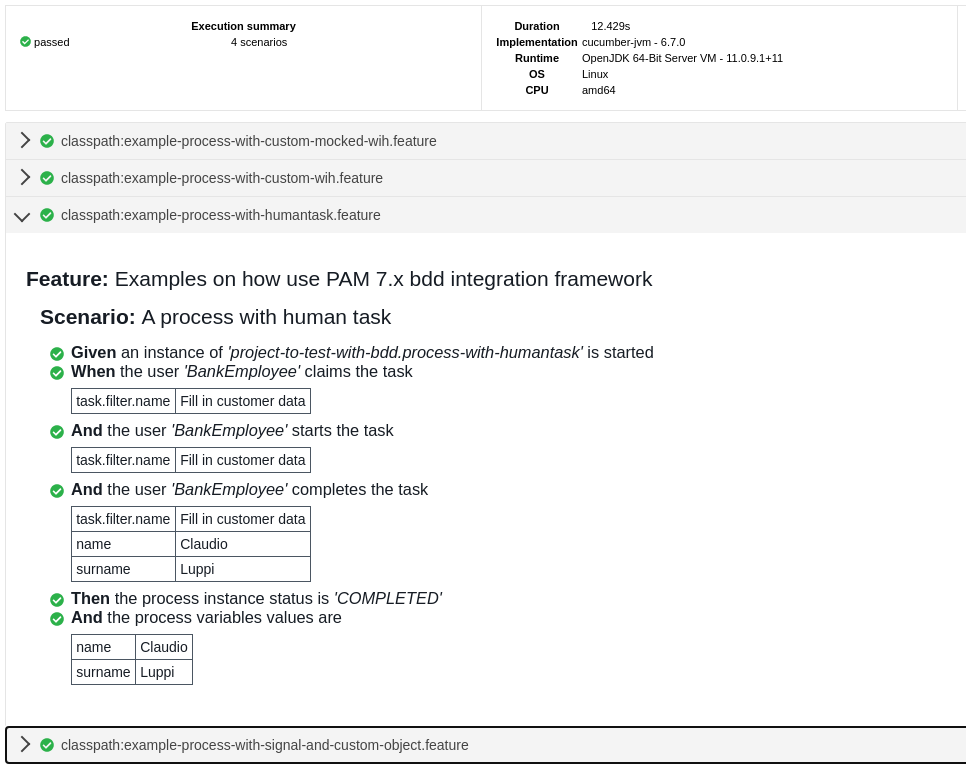 Execution summary
passed 4 scenarios
Duration 12.429s
Implementation cucumber-jvm - 6.7.0
Runtime OpenJDK 64-Bit Server VM - 11.0.9.1+11
OS Linux
CPU amd64
classpath:example-process-with-custom-mocked-wih.feature
classpath:example-process-with-custom-wih.feature
classpath:example-process-with-humantask.feature
Feature: Examples on how use PAM 7.x bdd integration framework
Scenario: A process with human task
Given an instance of 'project-to-test-with-bdd.process-with-humantask' is started
When the user 'BankEmployee' claims the task
task.filter.name Fill in customer data
And the user 'BankEmployee' starts the task
task.filter.name Fill in customer data
And the user 'BankEmployee' completes the task
task.filter.name Fill in customer data
name Claudio
surname Luppi
Then the process instance status is 'COMPLETED'
And the process variables values are
name Claudio
surname Luppi
classpath:example-process-with-signal-and-custom-object.feature